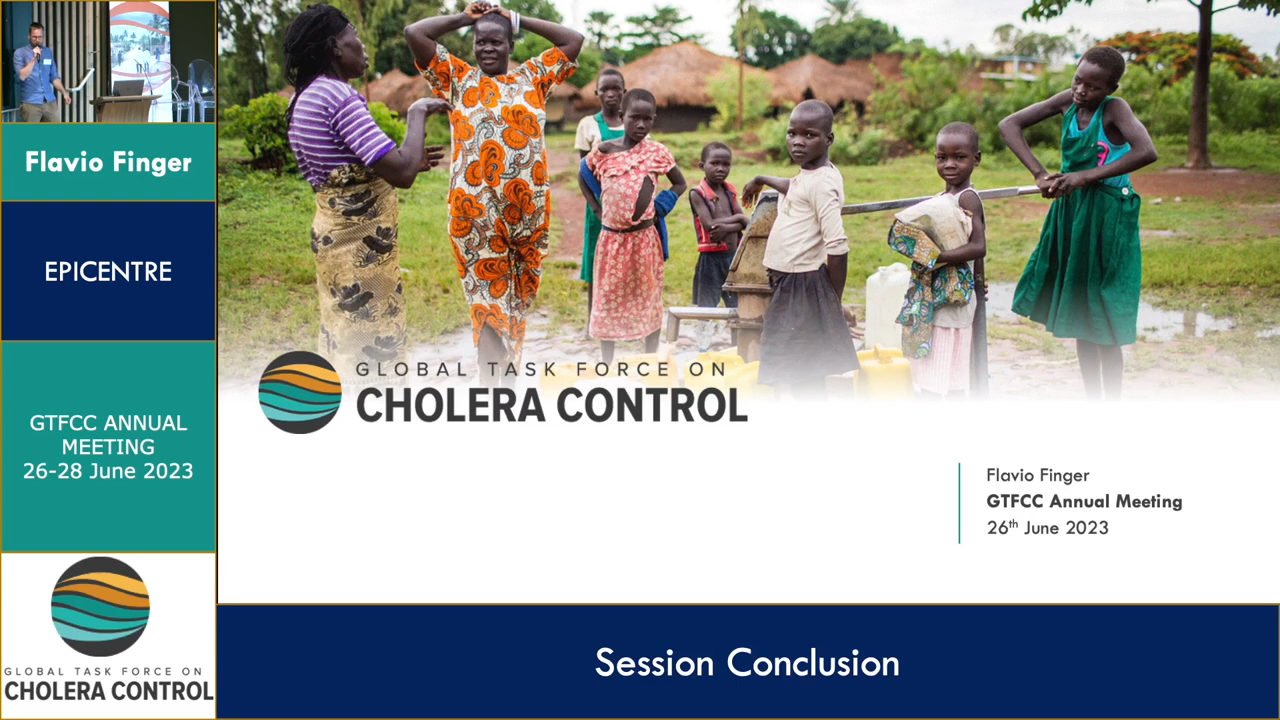 Flavio Finger
EPICENTRE
GTFCC ANNUAL
MEETING
26-28 June 2023
GLOBAL TASK FORCE ON
CHOLERA CONTROL
GLOBAL TASK FORCE ON
CHOLERA CONTROL
Flavio Finger
GTFCC Annual Meeting
26th June 2023
Session Conclusion